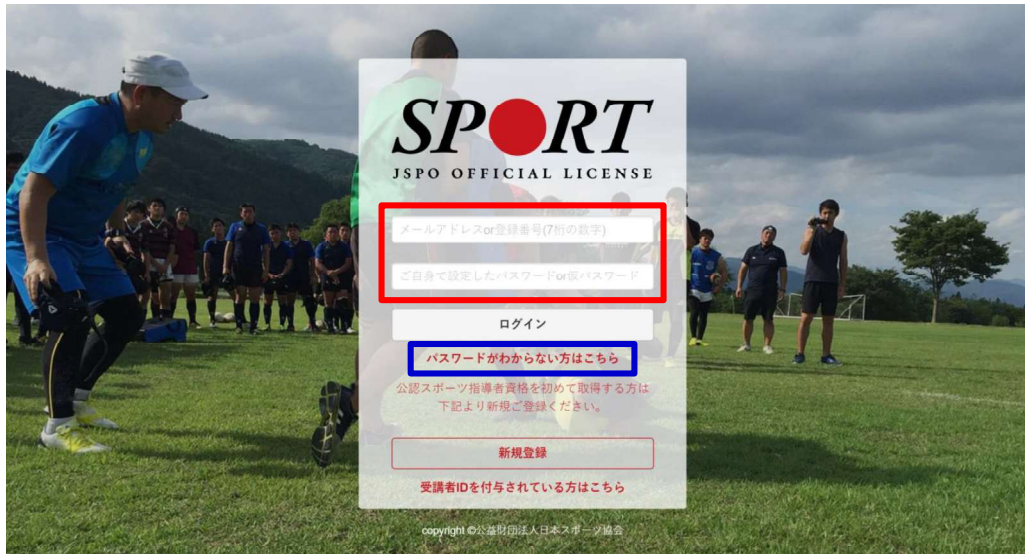 SPORT
JSPO OFFICIAL LICENSE
メールアドレスor登録番号(7桁の数字)
ご自身で設定したパスワードor仮パスワード
ログイン
パスワードがわからない方はこちら
公認スポーツ指導者資格を初めて取得する方は
下記より新規ご登録ください。
新規登録
受講者IDを付与されている方はこちら
copyright ©公益財団法人日本スポーツ協会